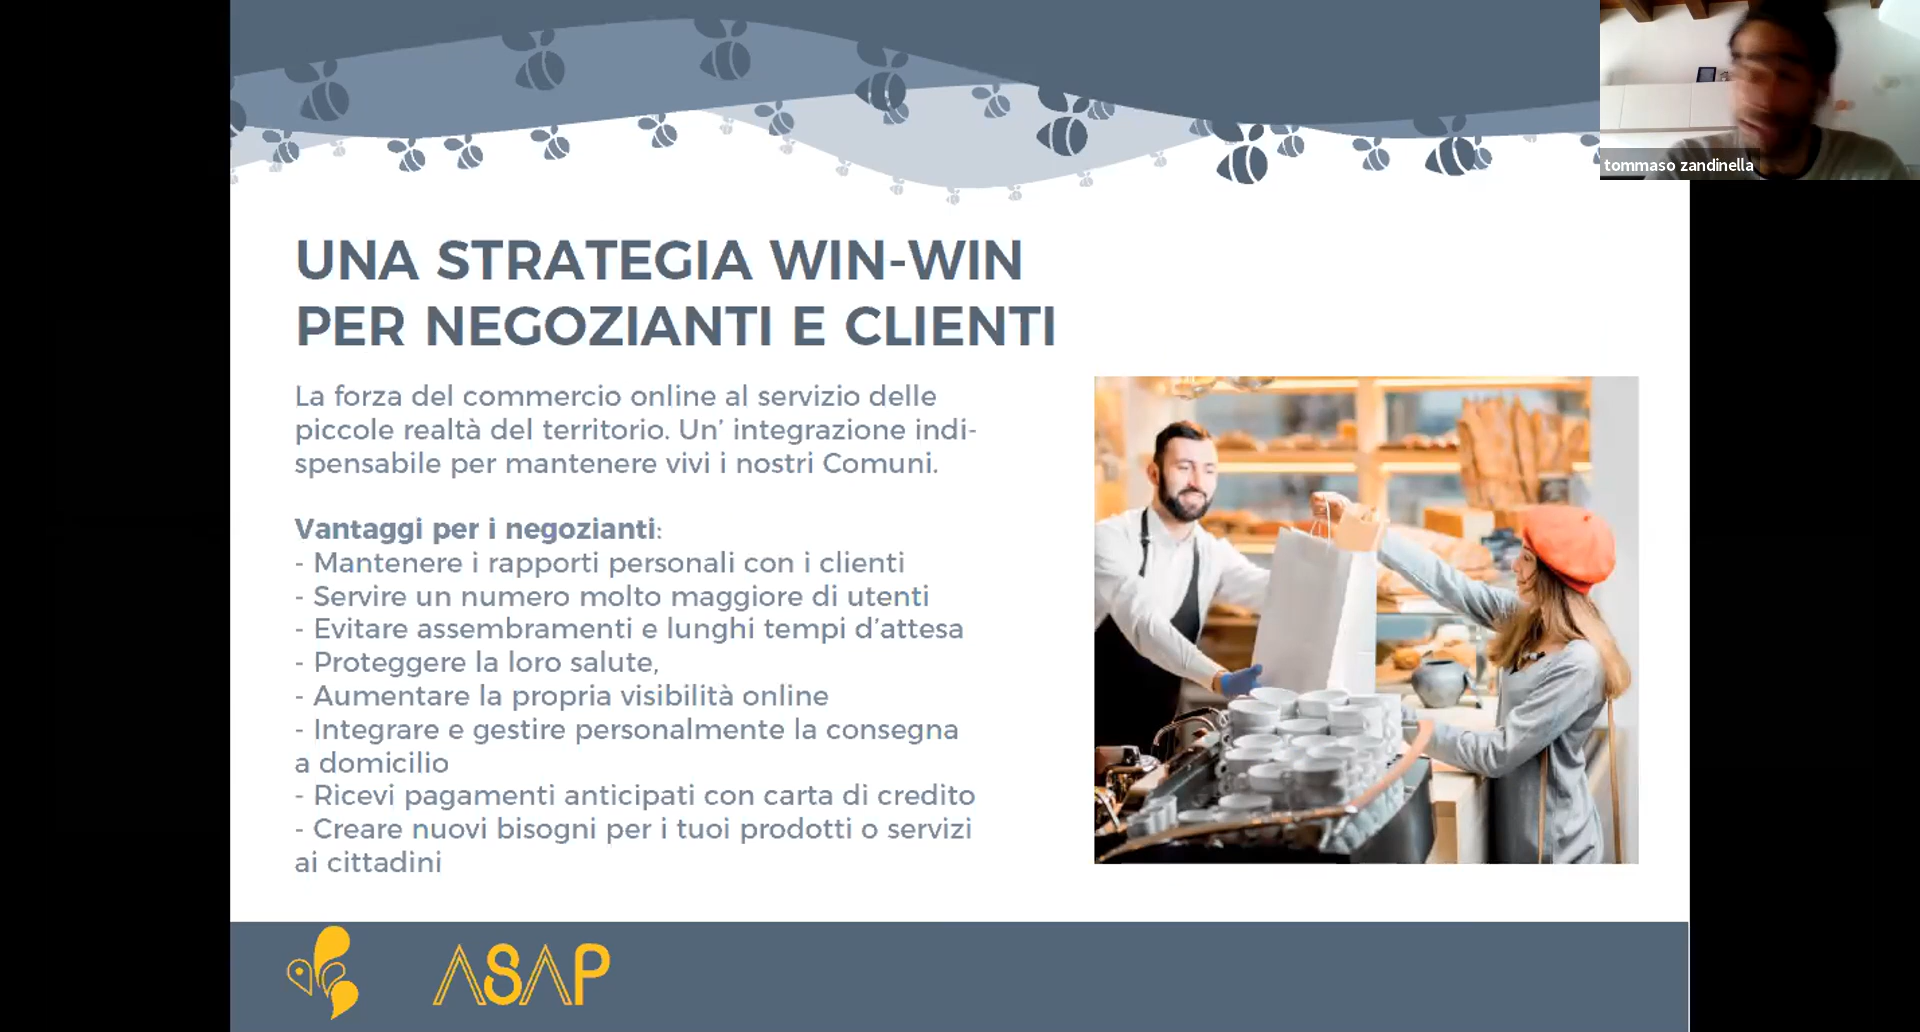 tommaso zandinella
UNA STRATEGIA WIN-WIN
PER NEGOZIANTI E CLIENTI
La forza del commercio online al servizio delle
piccole realtà del territorio. Un' integrazione indi-
spensabile per mantenere vivi i nostri Comuni.
Vantaggi per i negozianti:
- Mantenere i rapporti personali con i clienti
- Servire un numero molto maggiore di utenti
- Evitare assembramenti e lunghi tempi d'attesa
- Proteggere la loro salute,
- Aumentare la propria visibilità online
- Integrare e gestire personalmente la consegna
a domicilio
- Ricevi pagamenti anticipati con carta di credito
- Creare nuovi bisogni per i tuoi prodotti o servizi
ai cittadini
ASAP